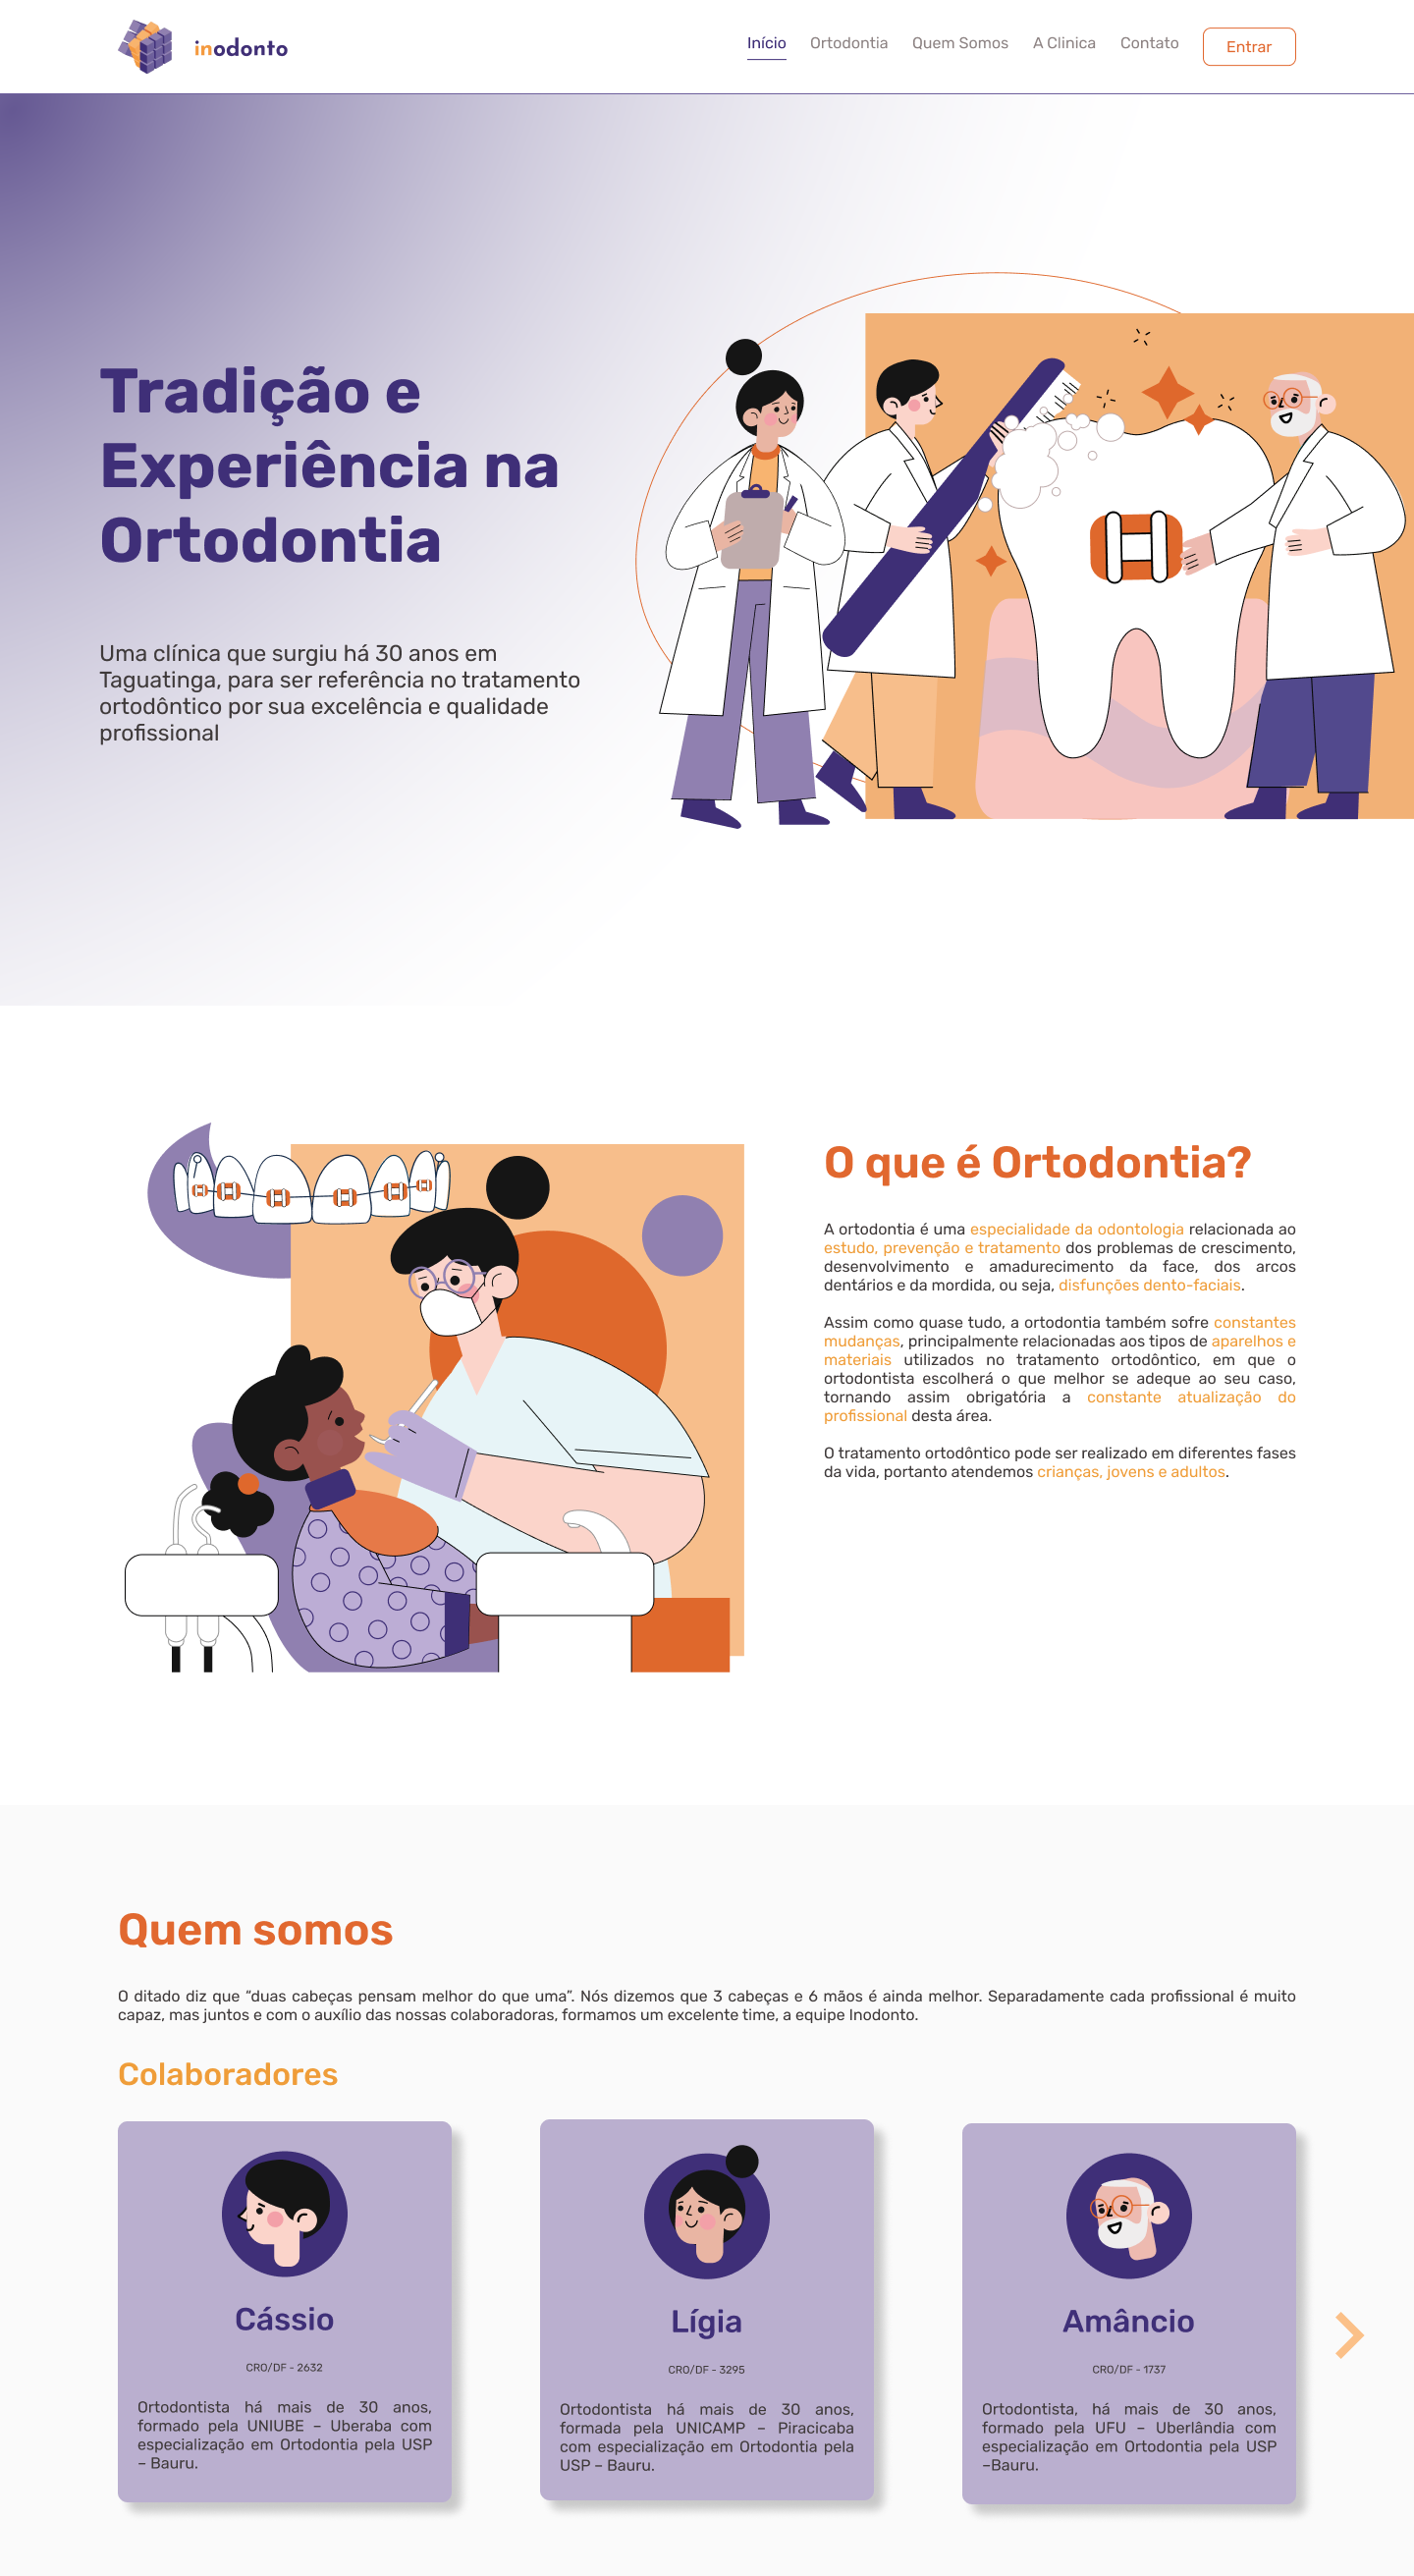 inodonto
Início Ortodontia Quem Somos A Clinica Contato Entrar
Tradição e
Experiência na
Ortodontia
Uma clínica que surgiu há 30 anos em
Taguatinga, para ser referência no tratamento
ortodôntico por sua excelência e qualidade
profissional
O que é Ortodontia?
A ortodontia é uma especialidade da odontologia relacionada ao
estudo, prevenção e tratamento dos problemas de crescimento,
desenvolvimento e amadurecimento da face, dos arcos
dentários e da mordida, ou seja, disfunções dento-faciais.
Assim como quase tudo, a ortodontia também sofre constantes
mudanças, principalmente relacionadas aos tipos de aparelhos e
materiais utilizados no tratamento ortodôntico, em que o
ortodontista escolherá o que melhor se adeque ao seu caso,
tornando assim obrigatória a constante atualização do
profissional desta área.
O tratamento ortodôntico pode ser realizado em diferentes fases
da vida, portanto atendemos crianças, jovens e adultos.
Quem somos
O ditado diz que “duas cabeças pensam melhor do que uma”. Nós dizemos que 3 cabeças e 6 mãos é ainda melhor. Separadamente cada profissional é muito
capaz, mas juntos e com o auxílio das nossas colaboradoras, formamos um excelente time, a equipe Inodonto.
Colaboradores
Cássio
CRO/DF - 2632
Ortodontista há mais de 30 anos,
formado pela UNIUBE – Uberaba com
especialização em Ortodontia pela USP
– Bauru.
Lígia
CRO/DF - 3295
Ortodontista há mais de 30 anos,
formada pela UNICAMP – Piracicaba
com especialização em Ortodontia pela
USP – Bauru.
Amâncio
CRO/DF - 1737
Ortodontista, há mais de 30 anos,
formado pela UFU – Uberlândia com
especialização em Ortodontia pela USP
–Bauru.